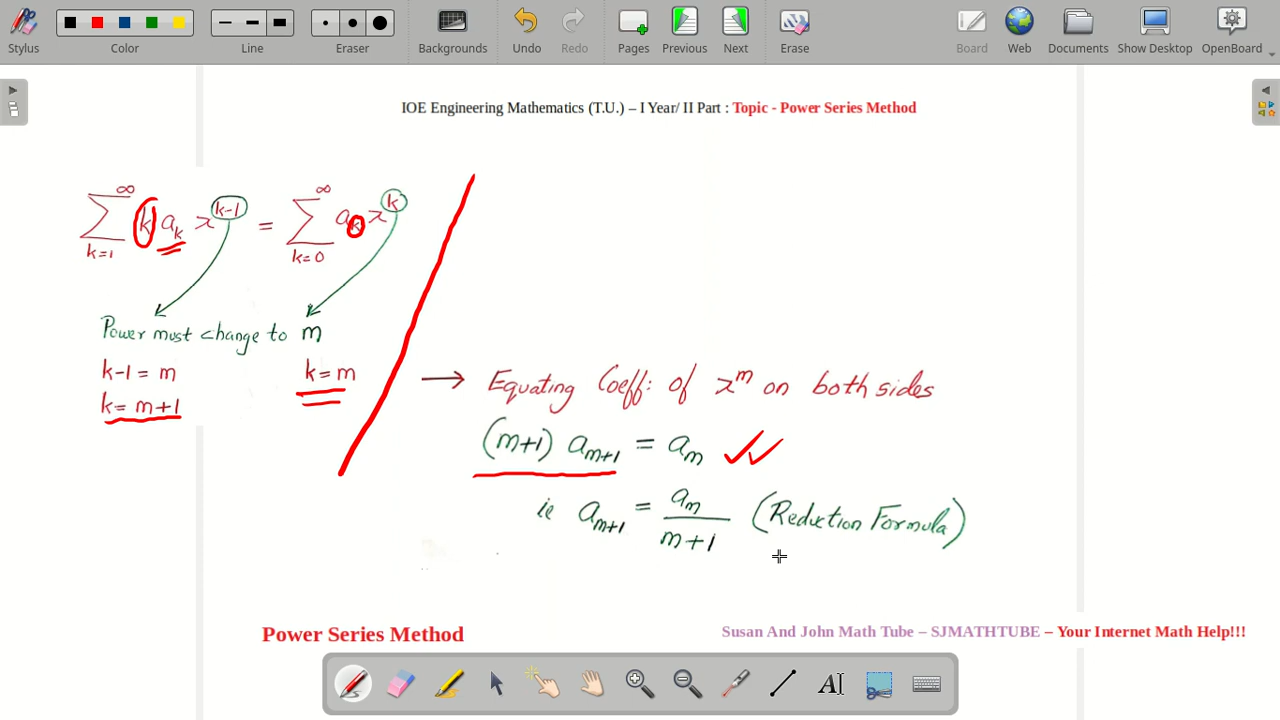 Stylus Color Line Eraser Backgrounds Undo Redo Pages Previous Next Erase Board Web Documents Show Desktop OpenBoard
IOE Engineering Mathematics (T.U.) – I Year/ II Part : Topic - Power Series Method
∞ ∞
∑ k a_k x^{k-1} = ∑ a_k x^k
k=1 k=0
Power must change to m
k-1 = m k = m
k = m+1
→ Equating Coeff: of x^m on both sides
(m+1) a_{m+1} = a_m ✓✓
ie a_{m+1} = a_m / m+1 (Reduction Formula)
Power Series Method
Susan And John Math Tube – SJMATHTUBE – Your Internet Math Help!!!
AI